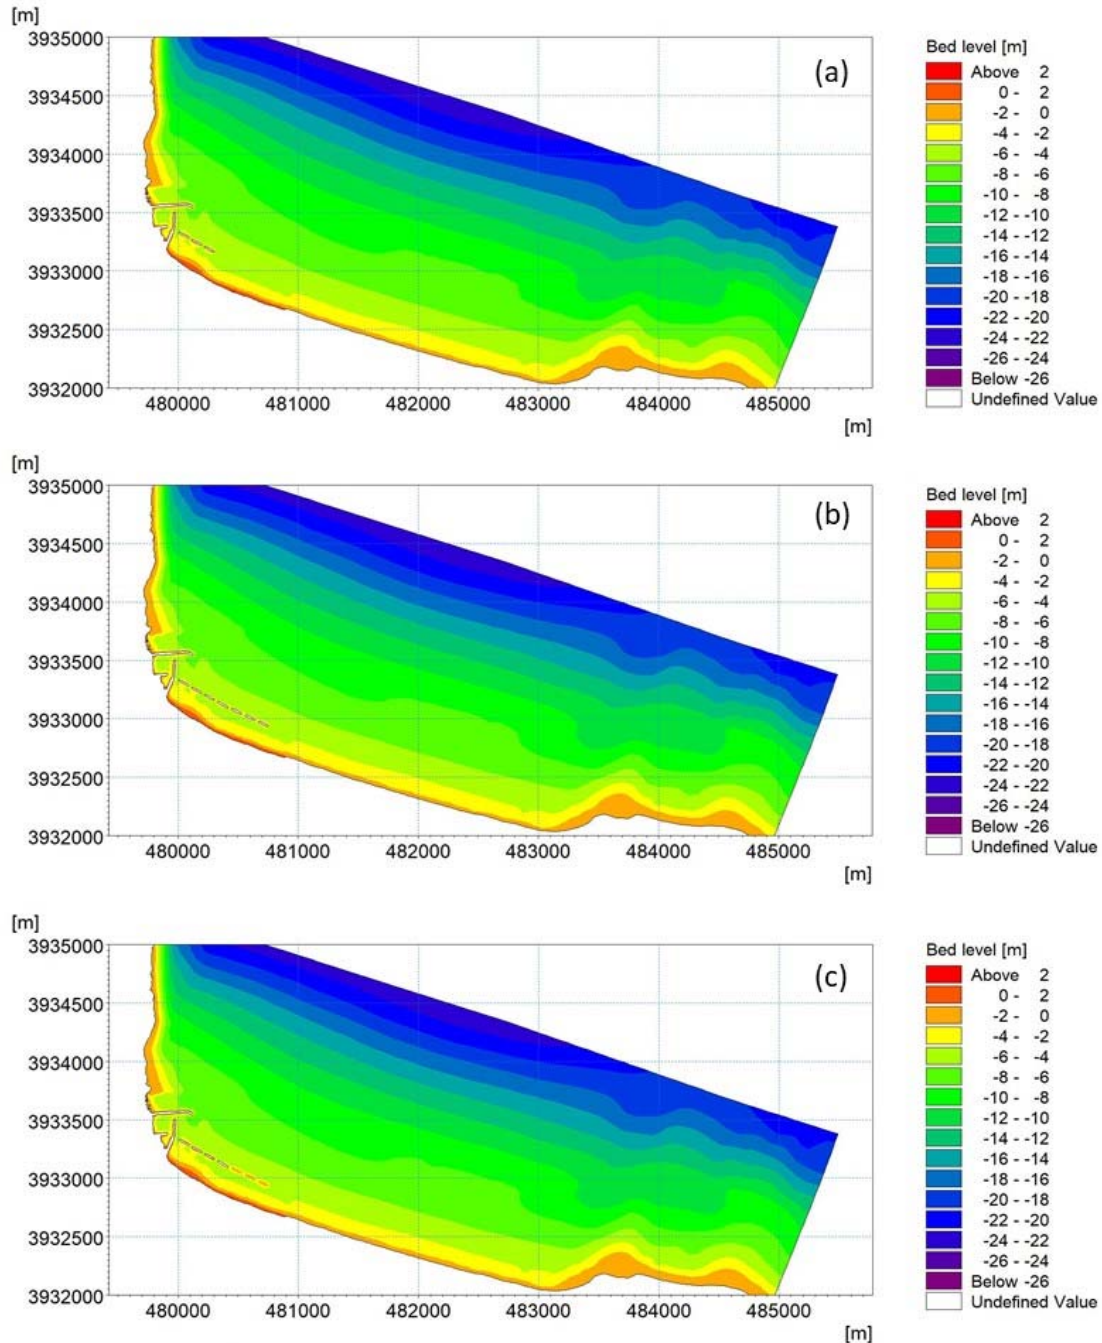 [m]
3935000
3934500
3934000
3933500
3933000
3932500
3932000
480000 481000 482000 483000 484000 485000
[m]
(a)
Bed level [m]
Above 2
0 - 2
-2 - 0
-4 - -2
-6 - -4
-8 - -6
-10 - -8
-12 - -10
-14 - -12
-16 - -14
-18 - -16
-20 - -18
-22 - -20
-24 - -22
-26 - -24
Below -26
Undefined Value
[m]
3935000
3934500
3934000
3933500
3933000
3932500
3932000
480000 481000 482000 483000 484000 485000
[m]
(b)
Bed level [m]
Above 2
0 - 2
-2 - 0
-4 - -2
-6 - -4
-8 - -6
-10 - -8
-12 - -10
-14 - -12
-16 - -14
-18 - -16
-20 - -18
-22 - -20
-24 - -22
-26 - -24
Below -26
Undefined Value
[m]
3935000
3934500
3934000
3933500
3933000
3932500
3932000
480000 481000 482000 483000 484000 485000
[m]
(c)
Bed level [m]
Above 2
0 - 2
-2 - 0
-4 - -2
-6 - -4
-8 - -6
-10 - -8
-12 - -10
-14 - -12
-16 - -14
-18 - -16
-20 - -18
-22 - -20
-24 - -22
-26 - -24
Below -26
Undefined Value